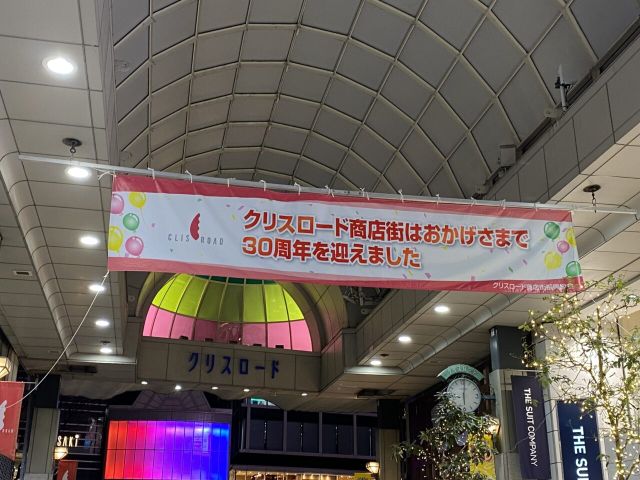 クリスロード商店街はおかげさまで
30周年を迎えました
CLIS ROAD
クリスロード
THE SUIT COMPANY
THE SUI